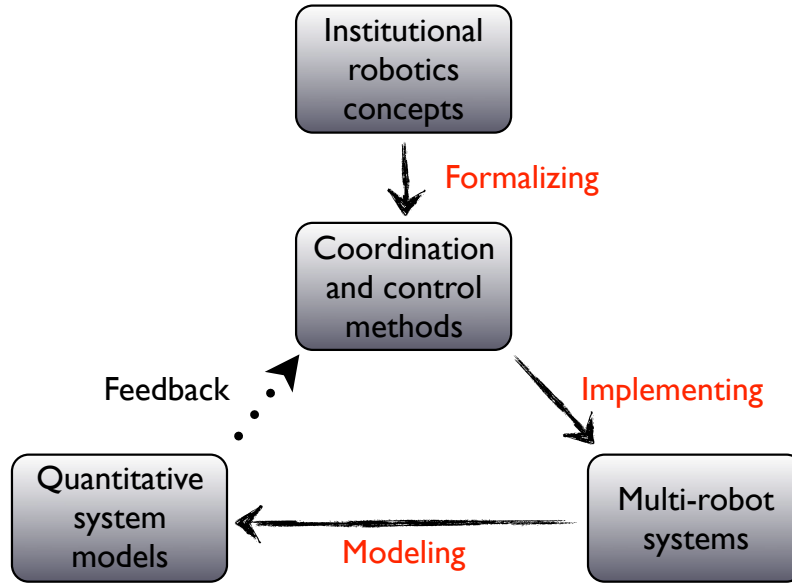 Institutional
robotics
concepts
Formalizing
Coordination
and control
methods
Feedback
Implementing
Quantitative
system
models
Modeling
Multi-robot
systems